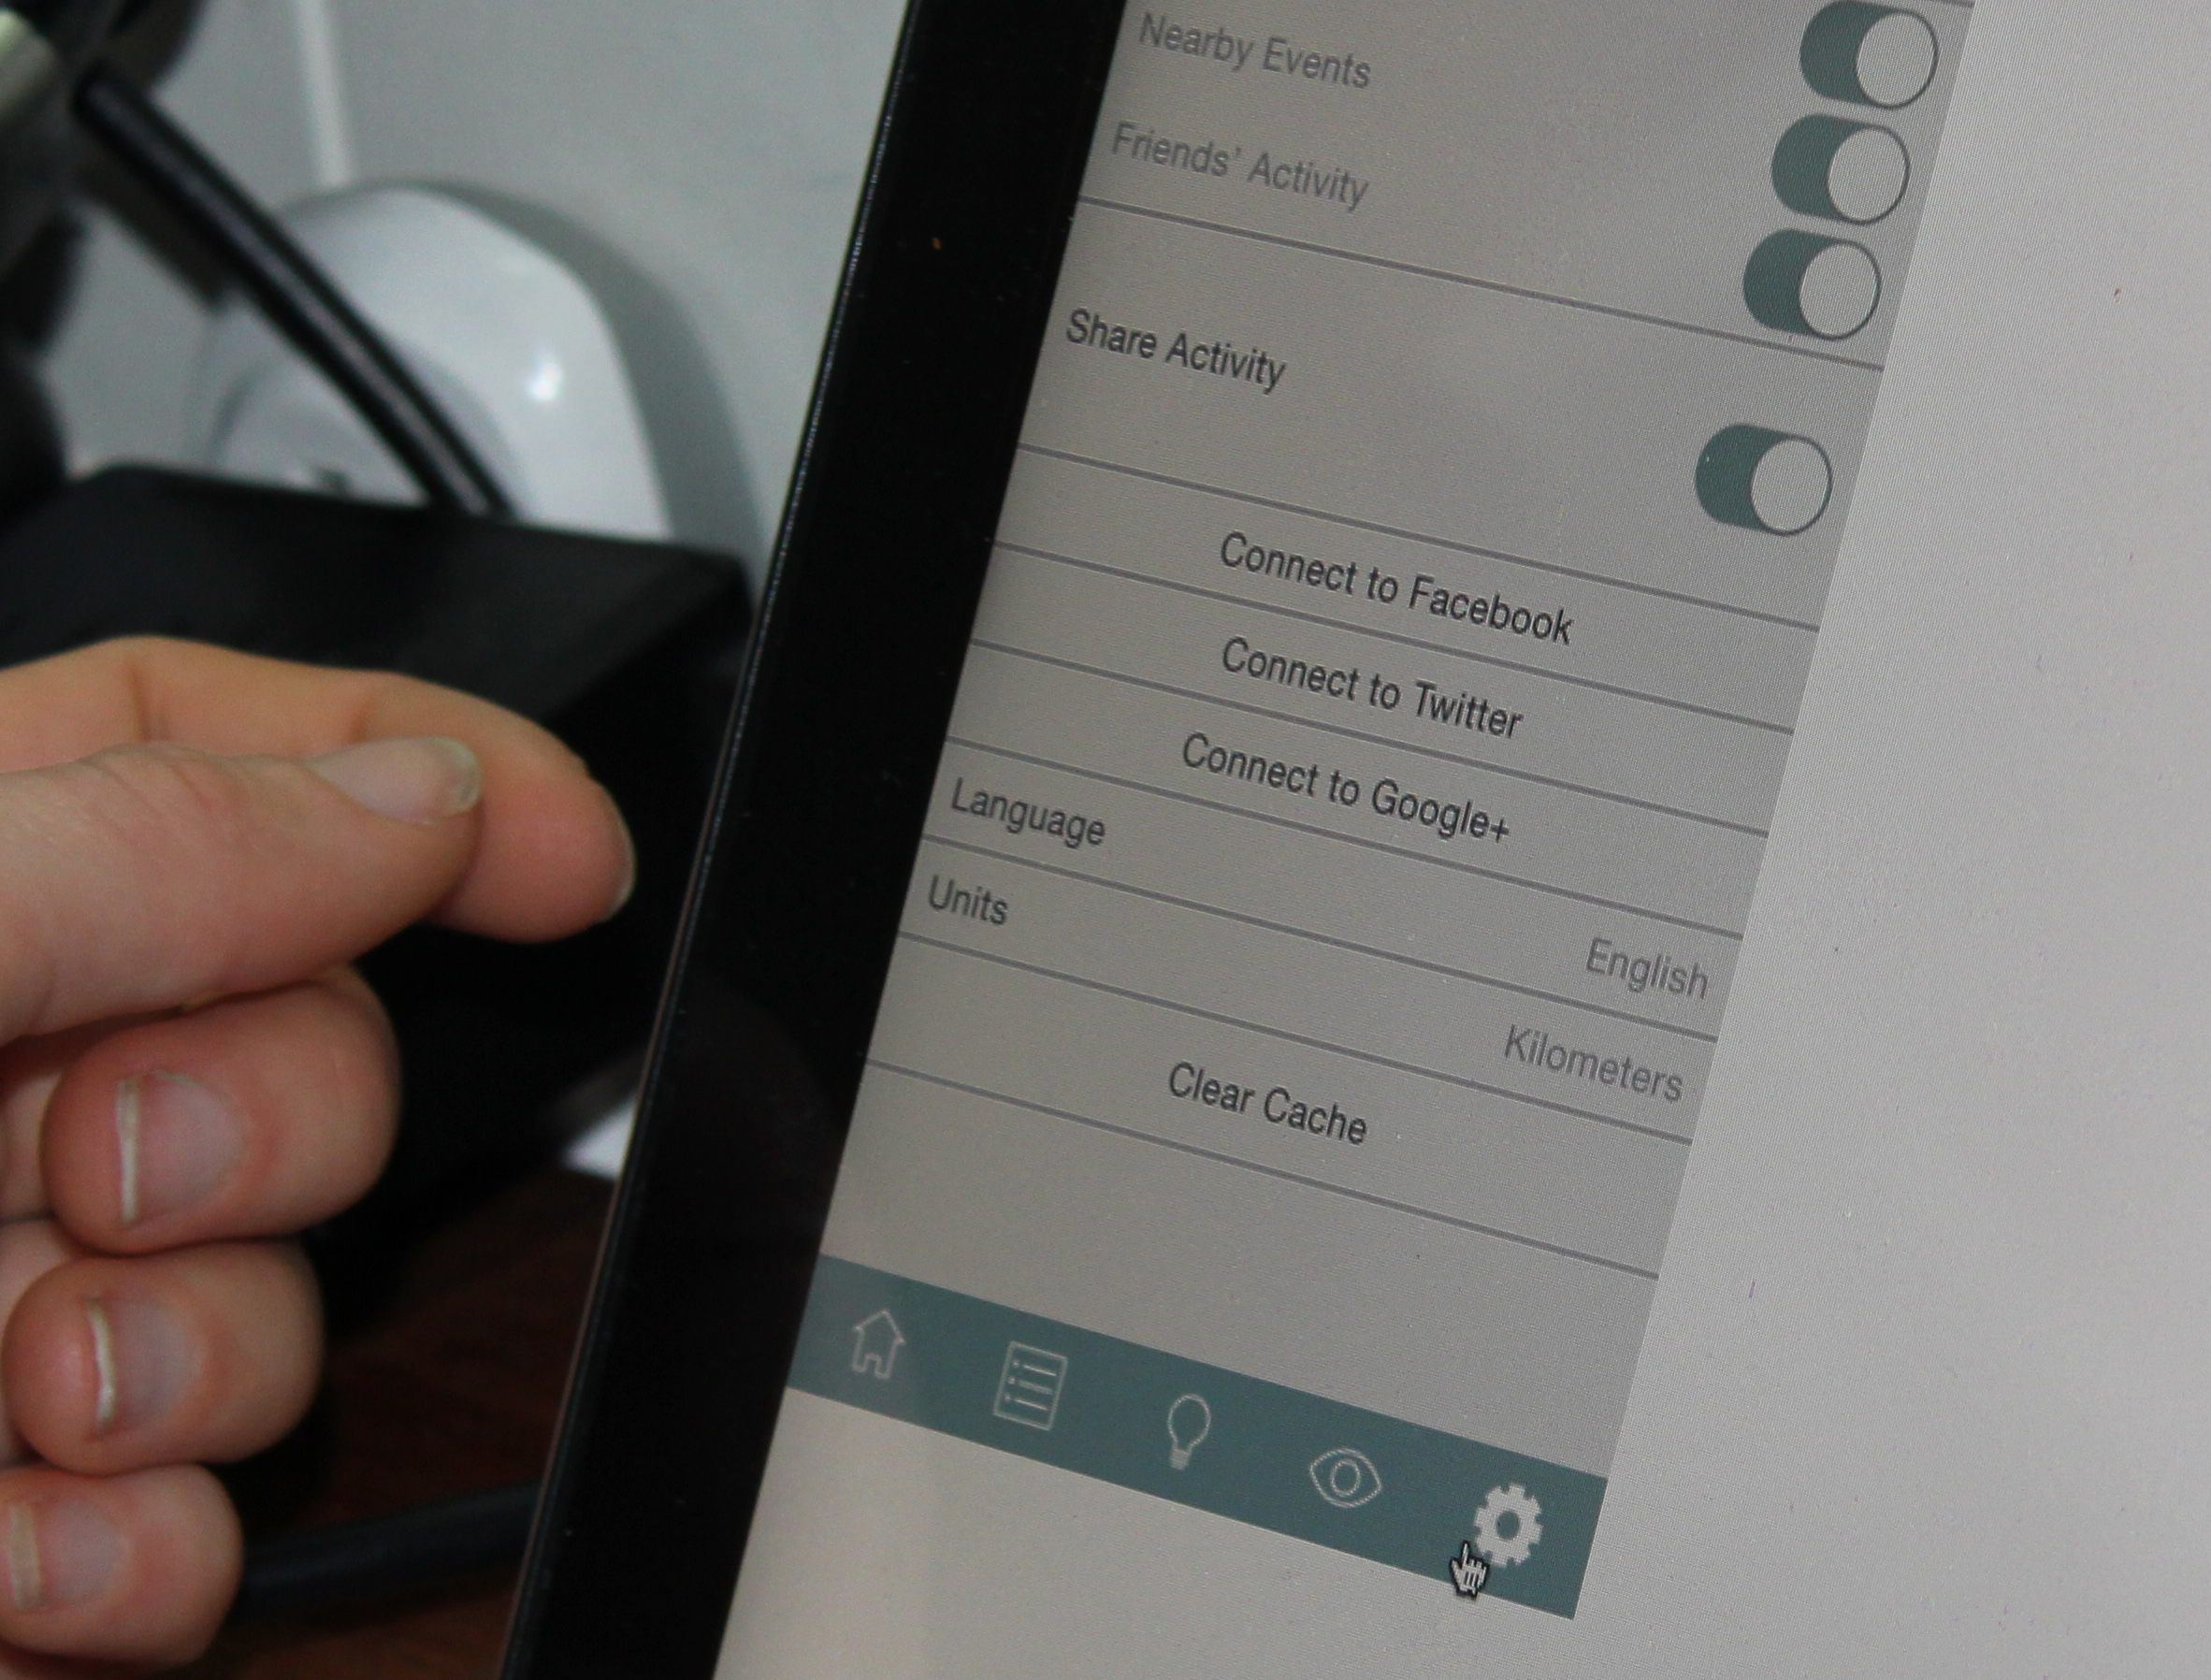 Nearby Events
Friends' Activity
Share Activity
Connect to Facebook
Connect to Twitter
Connect to Google+
Language
English
Units
Kilometers
Clear Cache